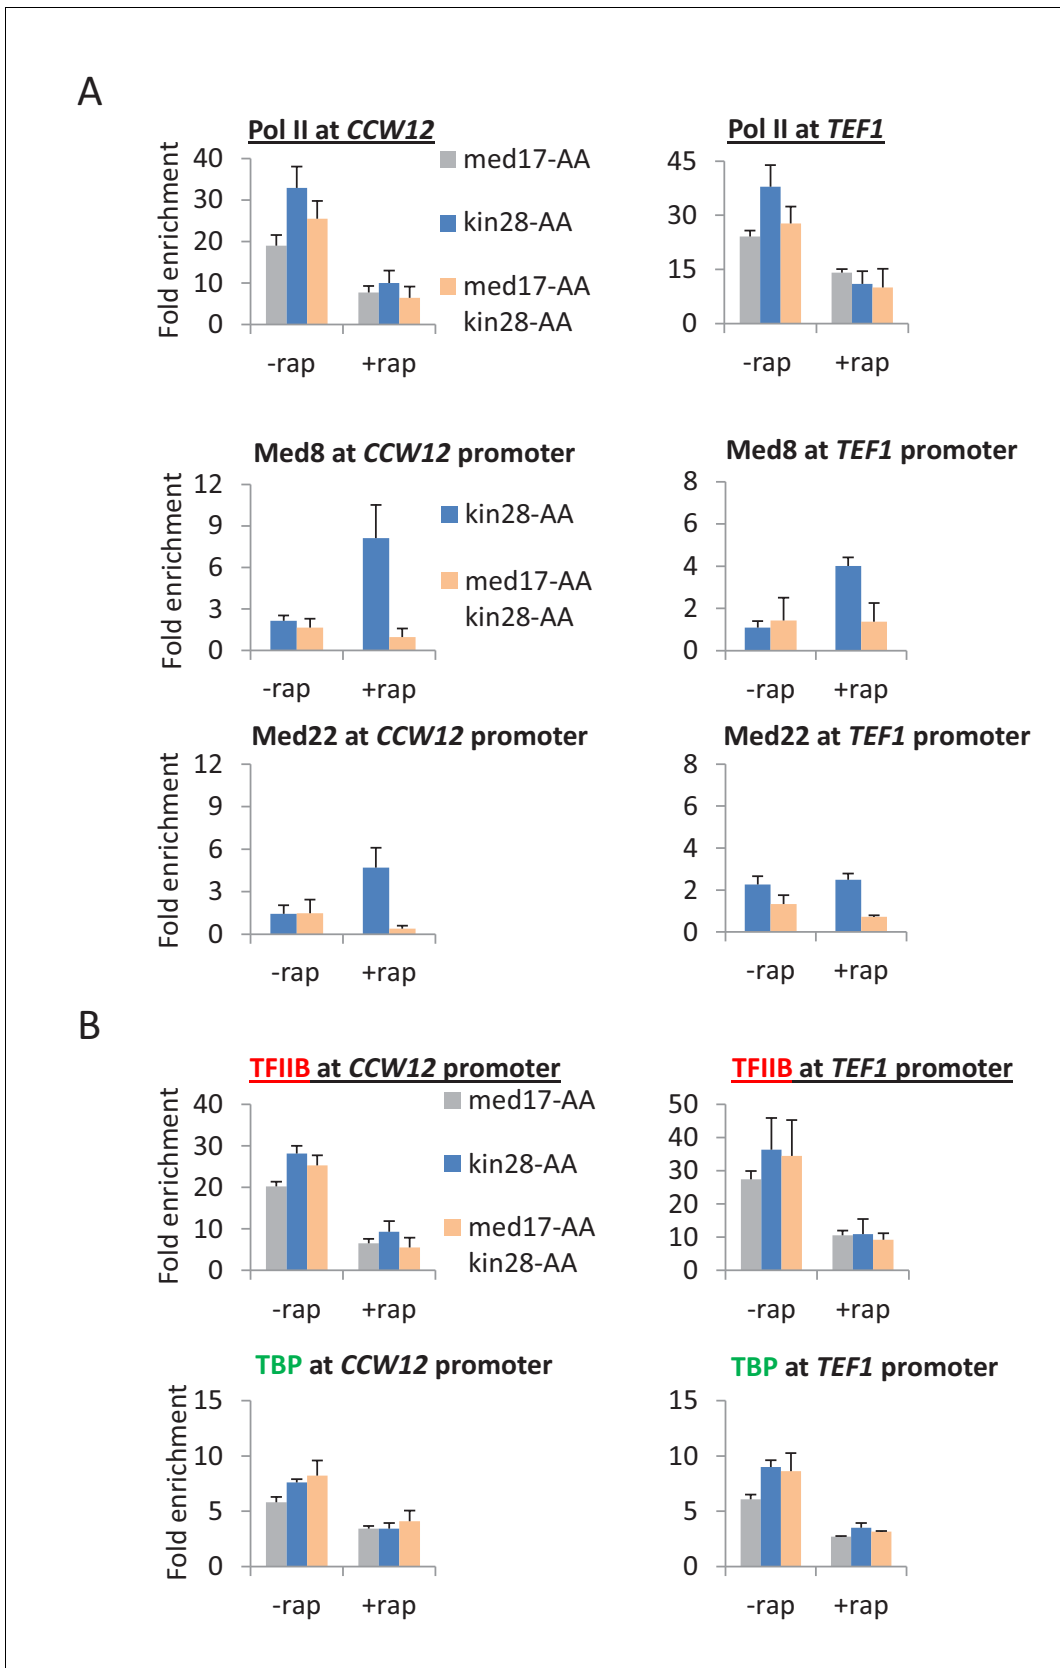 A
Pol II at CCW12
Fold enrichment
40
30
20
10
0
-rap +rap
med17-AA
kin28-AA
med17-AA
kin28-AA
Pol II at TEF1
45
30
15
0
-rap +rap
Med8 at CCW12 promoter
Fold enrichment
12
9
6
3
0
-rap +rap
kin28-AA
med17-AA
kin28-AA
Med8 at TEF1 promoter
8
6
4
2
0
-rap +rap
Med22 at CCW12 promoter
Fold enrichment
12
9
6
3
0
-rap +rap
Med22 at TEF1 promoter
8
6
4
2
0
-rap +rap
B
TFIIB at CCW12 promoter
Fold enrichment
40
30
20
10
0
-rap +rap
med17-AA
kin28-AA
med17-AA
kin28-AA
TFIIB at TEF1 promoter
50
40
30
20
10
0
-rap +rap
TBP at CCW12 promoter
Fold enrichment
15
10
5
0
-rap +rap
TBP at TEF1 promoter
15
10
5
0
-rap +rap